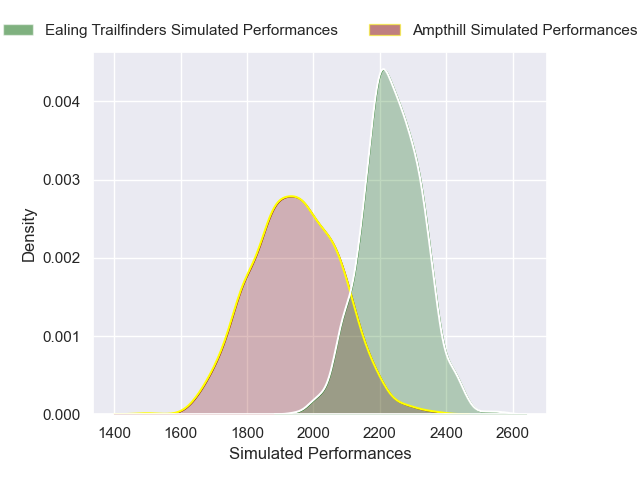 Ealing Trailfinders Simulated Performances Ampthill Simulated Performances
0.004
0.003
0.002
0.001
0.000
Density
1400 1600 1800 2000 2200 2400 2600
Simulated Performances